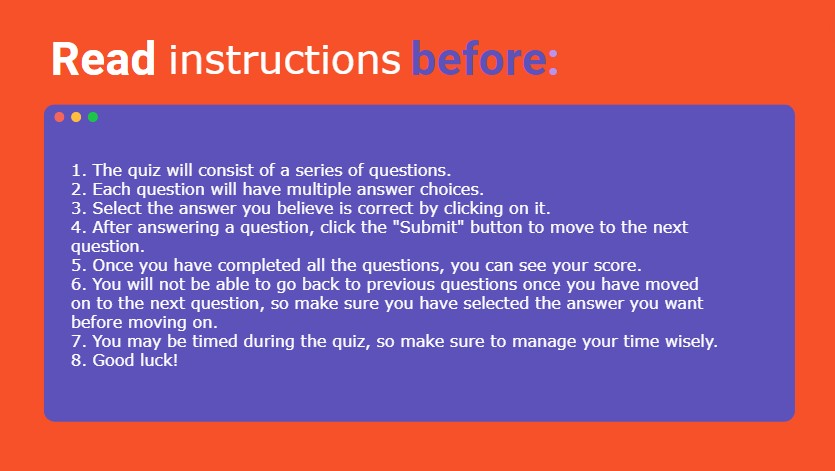 Read instructions before:
1. The quiz will consist of a series of questions.
2. Each question will have multiple answer choices.
3. Select the answer you believe is correct by clicking on it.
4. After answering a question, click the "Submit" button to move to the next
question.
5. Once you have completed all the questions, you can see your score.
6. You will not be able to go back to previous questions once you have moved
on to the next question, so make sure you have selected the answer you want
before moving on.
7. You may be timed during the quiz, so make sure to manage your time wisely.
8. Good luck!